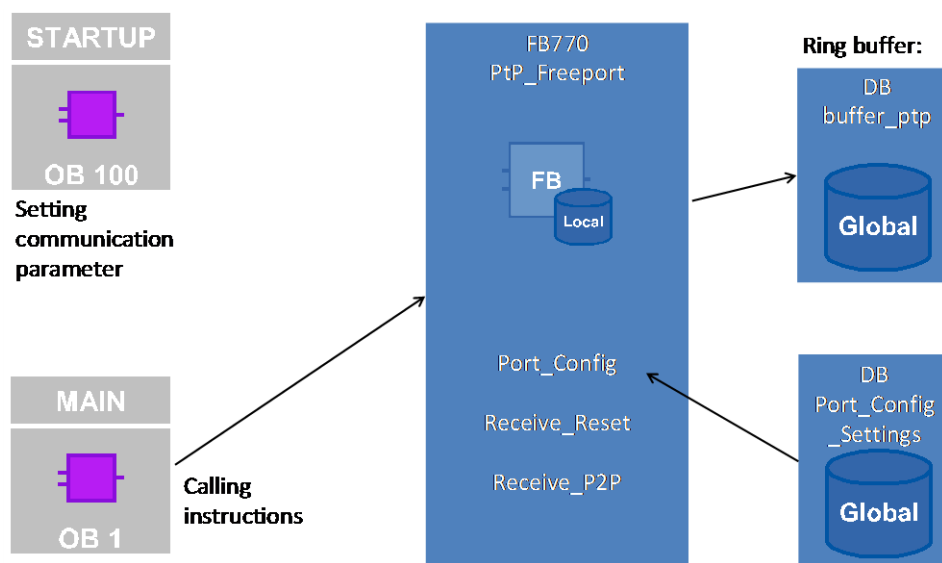 STARTUP
OB 100
Setting
communication
parameter
MAIN
OB 1
Calling
instructions
FB770
PtP_Freeport
FB
Local
Port_Config
Receive_Reset
Receive_P2P
Ring buffer:
DB
buffer_ptp
Global
DB
Port_Config
_Settings
Global